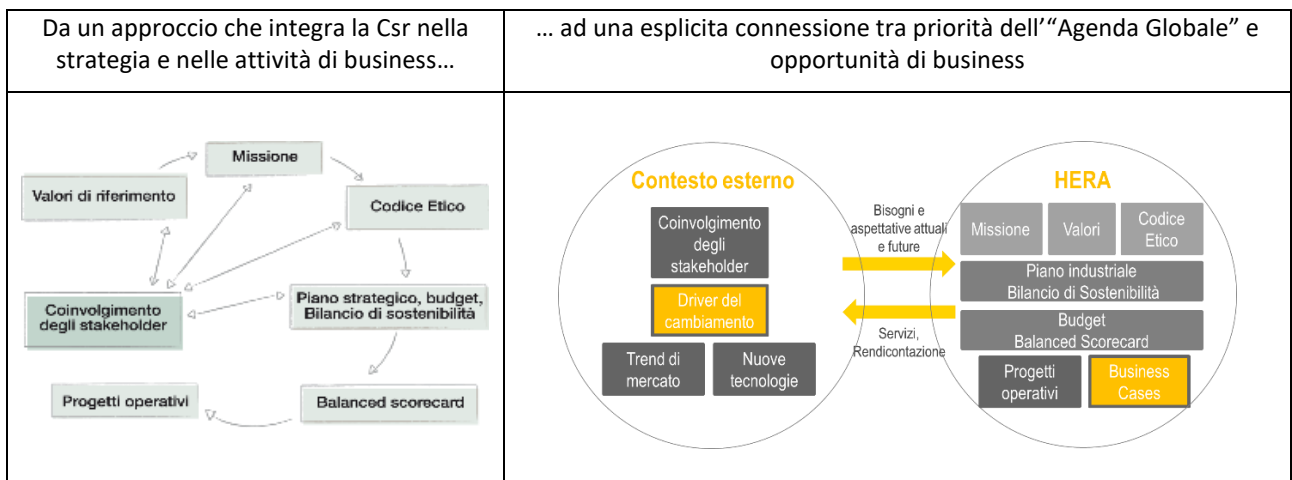 Da un approccio che integra la Csr nella
strategia e nelle attività di business…
… ad una esplicita connessione tra priorità dell’“Agenda Globale” e
opportunità di business
Missione
Valori di riferimento
Codice Etico
Coinvolgimento
degli stakeholder
Piano strategico, budget,
Bilancio di sostenibilità
Progetti operativi
Balanced scorecard
Contesto esterno
Coinvolgimento
degli
stakeholder
Driver del
cambiamento
Trend di
mercato
Nuove
tecnologie
Bisogni e
aspettative attuali
e future
Servizi,
Rendicontazione
HERA
Missione
Valori
Codice
Etico
Piano industriale
Bilancio di Sostenibilità
Budget
Balanced Scorecard
Progetti
operativi
Business
Cases